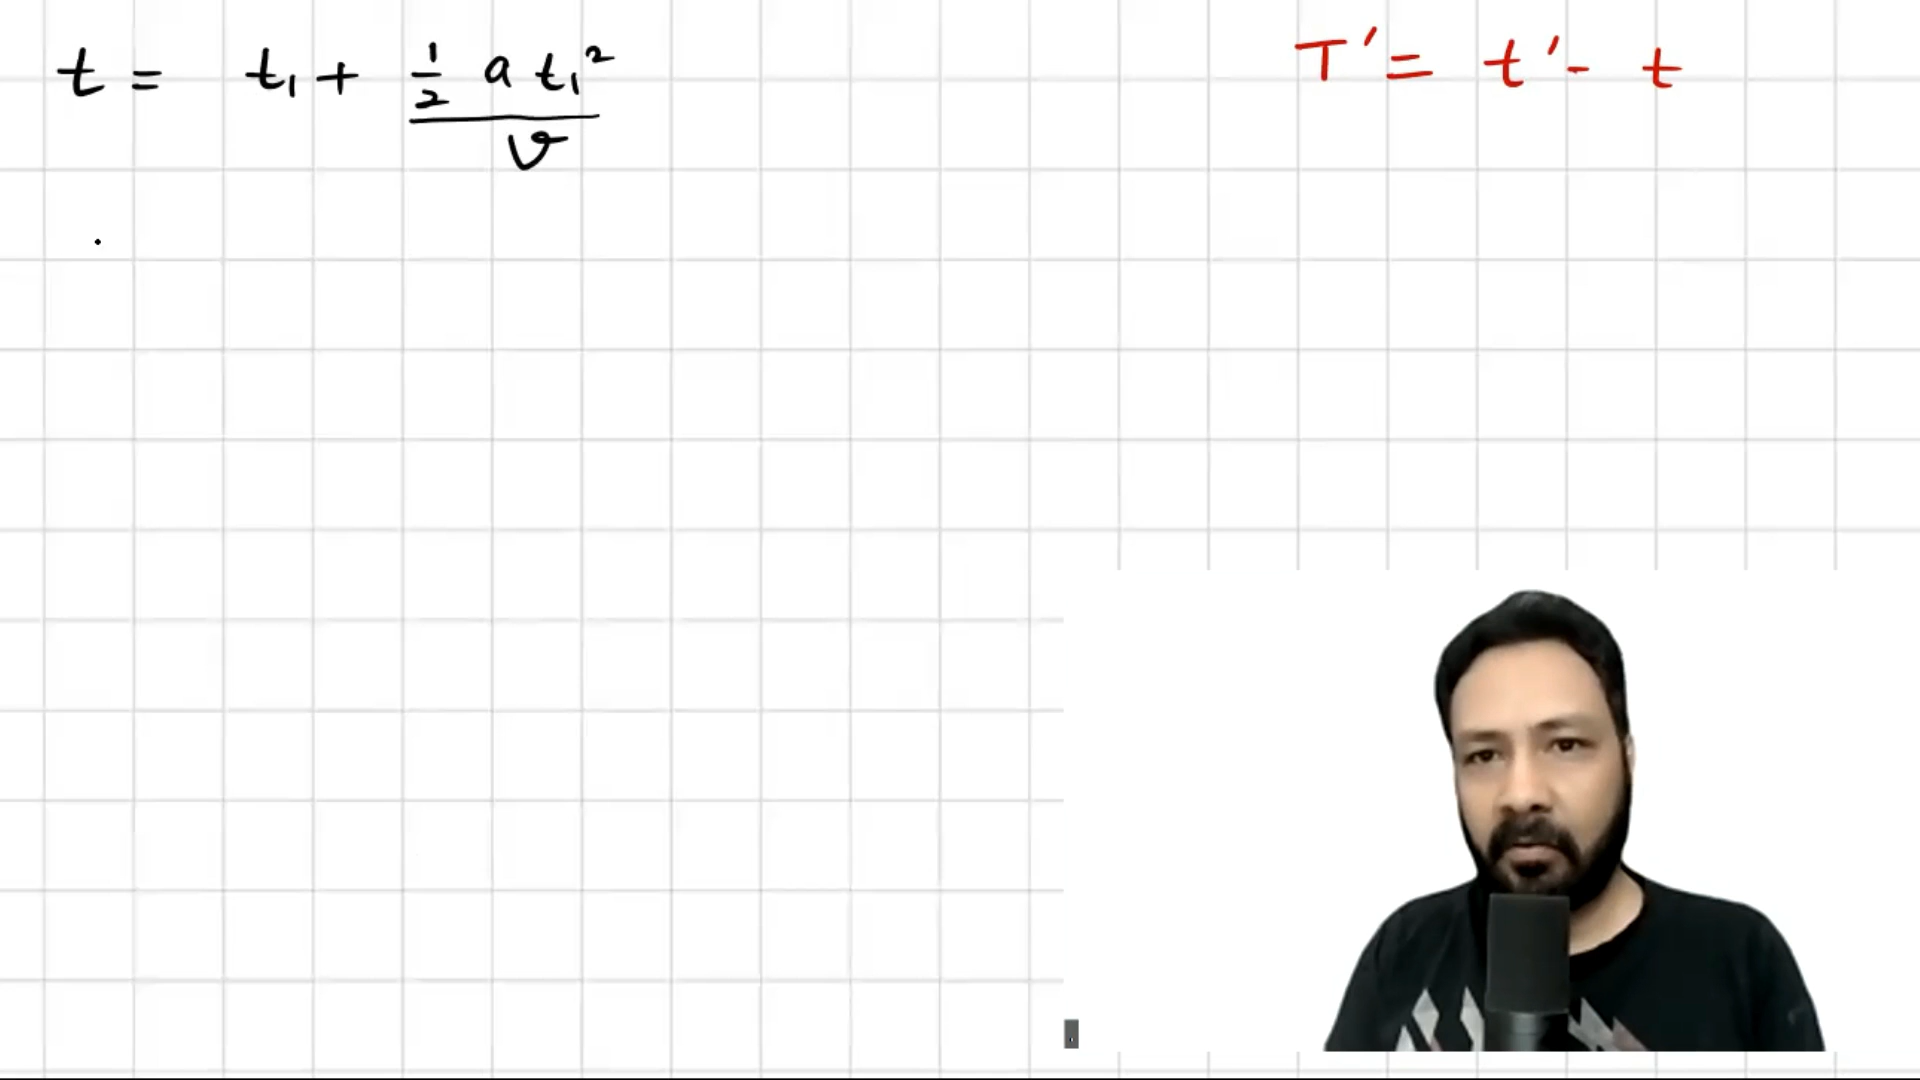 t = t₁ + ½ a t₁² / v
T′ = t′ - t